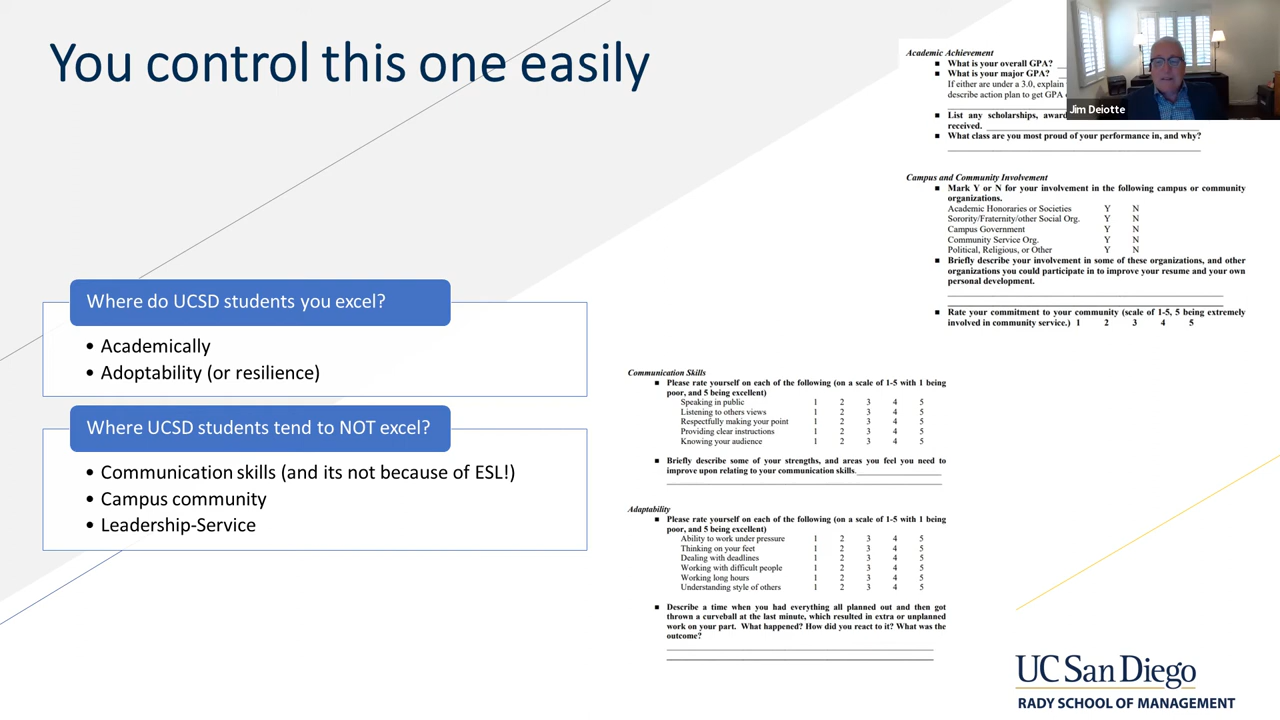 You control this one easily
Where do UCSD students you excel?
• Academically
• Adoptability (or resilience)
Where UCSD students tend to NOT excel?
• Communication skills (and its not because of ESL!)
• Campus community
• Leadership-Service
Academic Achievement
■ What is your overall GPA? __
■ What is your major GPA? __
If either are under a 3.0, explain
describe action plan to get GPA
■ List any scholarships, awar
received. ____
■ What class are you most proud of your performance in, and why?
Campus and Community Involvement
■ Mark Y or N for your involvement in the following campus or community
organizations.
Academic Honoraries or Societies Y N
Sorority/Fraternity/other Social Org. Y N
Campus Government Y N
Community Service Org. Y N
Political, Religious, or Other Y N
■ Briefly describe your involvement in some of these organizations, and other
organizations you could participate in to improve your resume and your own
personal development.
■ Rate your commitment to your community (scale of 1-5, 5 being extremely
involved in community service.) 1 2 3 4 5
Communication Skills
■ Please rate yourself on each of the following (on a scale of 1-5 with 1 being
poor, and 5 being excellent)
Speaking in public 1 2 3 4 5
Listening to others views 1 2 3 4 5
Respectfully making your point 1 2 3 4 5
Providing clear instructions 1 2 3 4 5
Knowing your audience 1 2 3 4 5
■ Briefly describe some of your strengths, and areas you feel you need to
improve upon relating to your communication skills.____
Adaptability
■ Please rate yourself on each of the following (on a scale of 1-5 with 1 being
poor, and 5 being excellent)
Ability to work under pressure 1 2 3 4 5
Thinking on your feet 1 2 3 4 5
Dealing with deadlines 1 2 3 4 5
Working with difficult people 1 2 3 4 5
Working long hours 1 2 3 4 5
Understanding style of others 1 2 3 4 5
■ Describe a time when you had everything all planned out and then got
thrown a curveball at the last minute, which resulted in extra or unplanned
work on your part. What happened? How did you react to it? What was the
outcome?
Jim Deiotte
UC San Diego
RADY SCHOOL OF MANAGEMENT